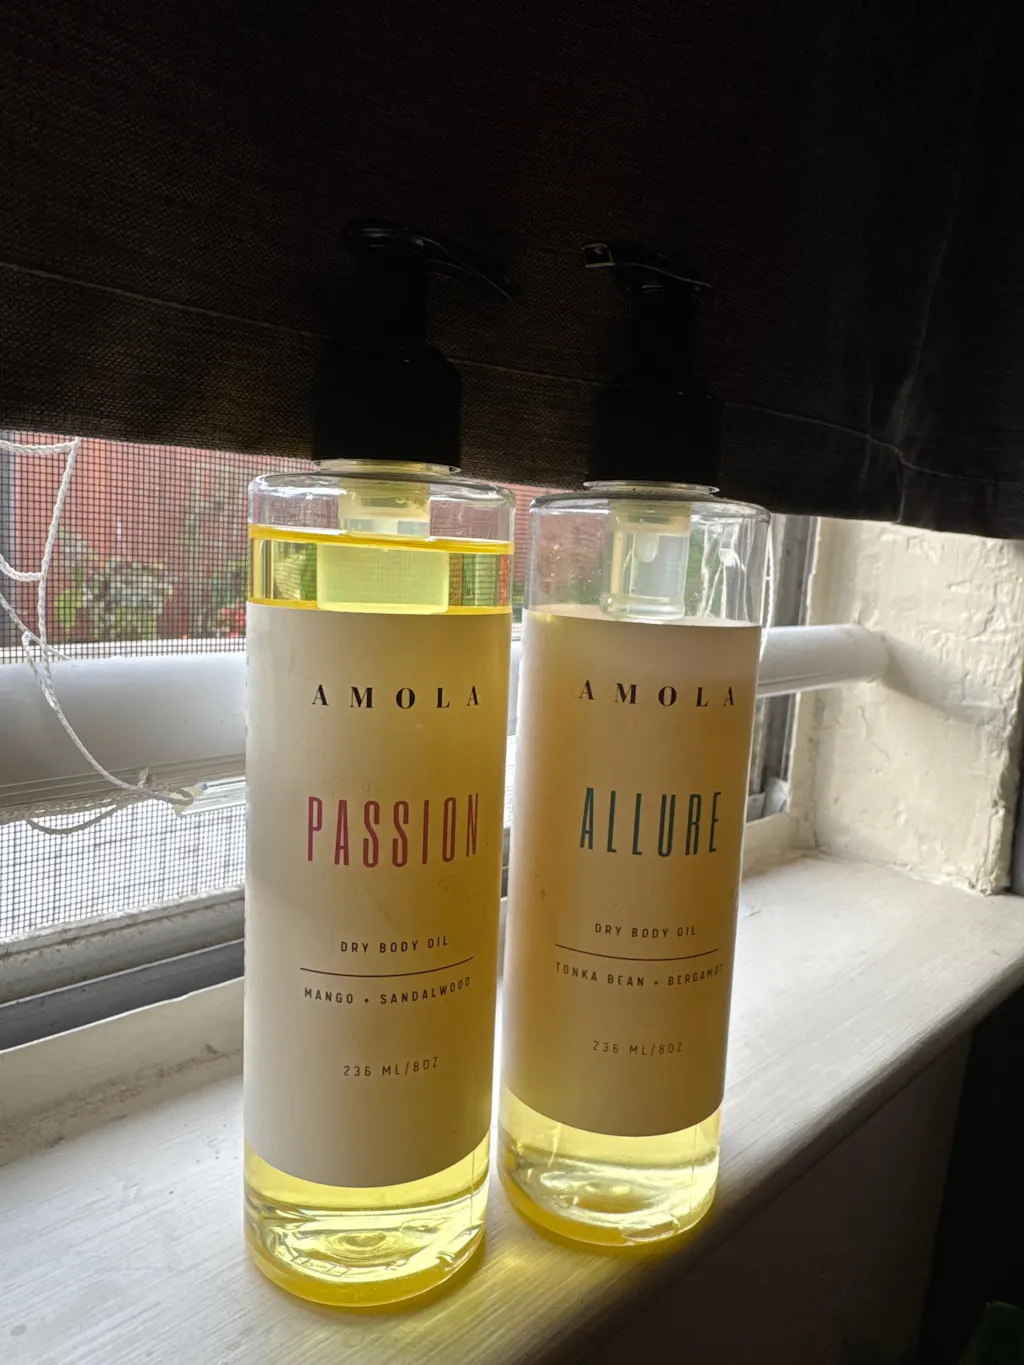 AMOLA
PASSION
DRY BODY OIL
MANGO + SANDALWOOD
236 ML/8OZ
AMOLA
ALLURE
DRY BODY OIL
TONKA BEAN + BERGAMOT
236 ML/8OZ